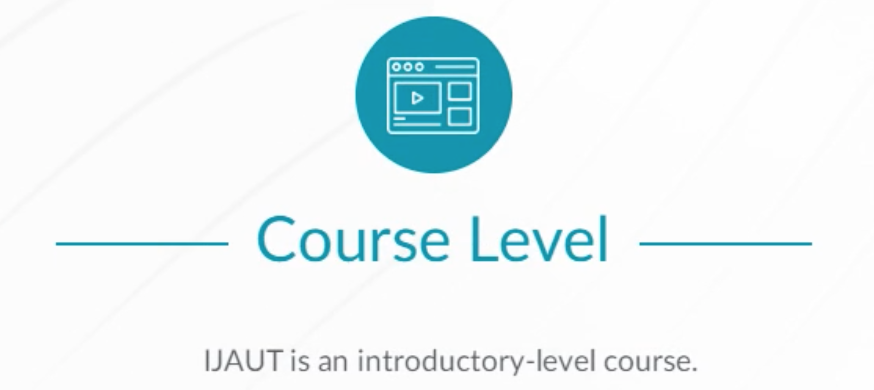 Course Level
IJAUT is an introductory-level course.